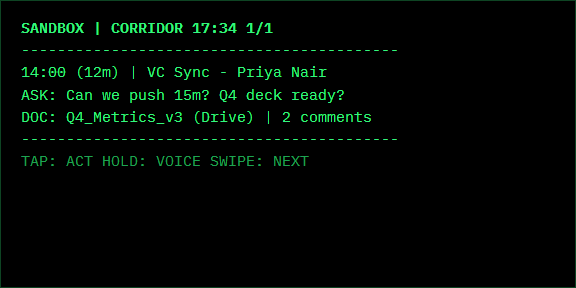 SANDBOX | CORRIDOR 17:34 1/1
------------------------------------------
14:00 (12m) | VC Sync - Priya Nair
ASK: Can we push 15m? Q4 deck ready?
DOC: Q4_Metrics_v3 (Drive) | 2 comments
------------------------------------------
TAP: ACT HOLD: VOICE SWIPE: NEXT